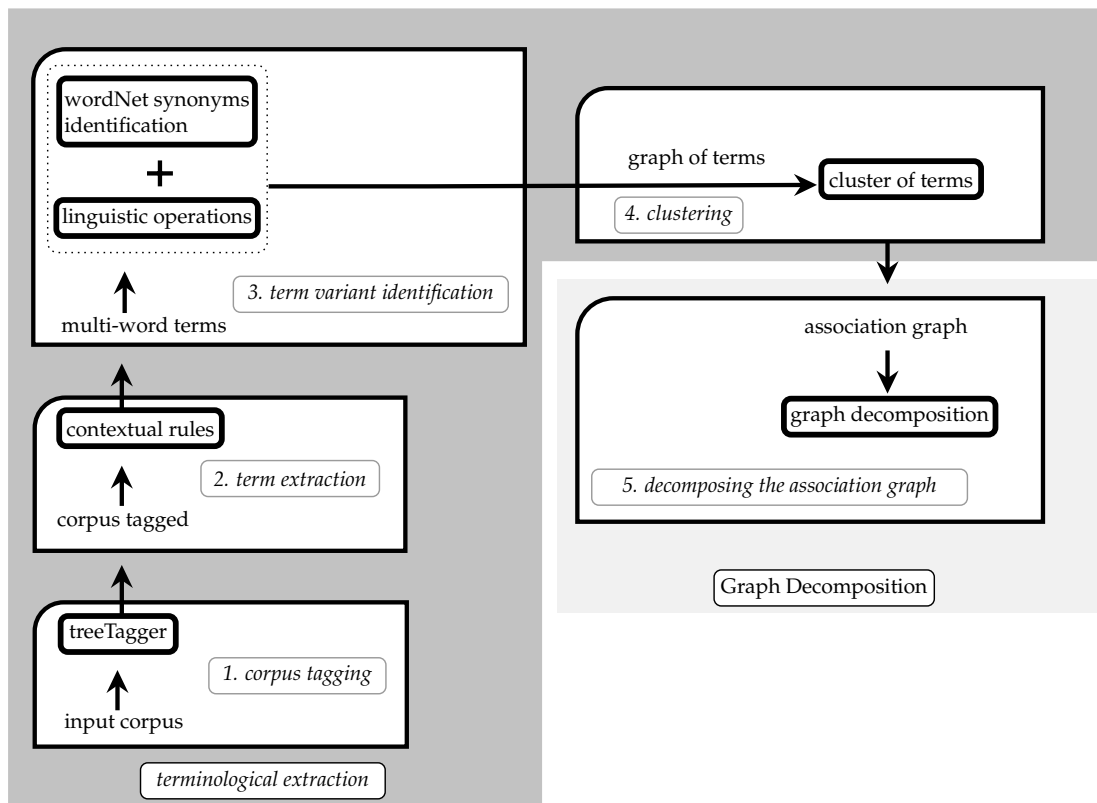 wordNet synonyms
identification
+
linguistic operations
3. term variant identification
multi-word terms
contextual rules
2. term extraction
corpus tagged
treeTagger
1. corpus tagging
input corpus
terminological extraction
graph of terms
cluster of terms
4. clustering
association graph
graph decomposition
5. decomposing the association graph
Graph Decomposition